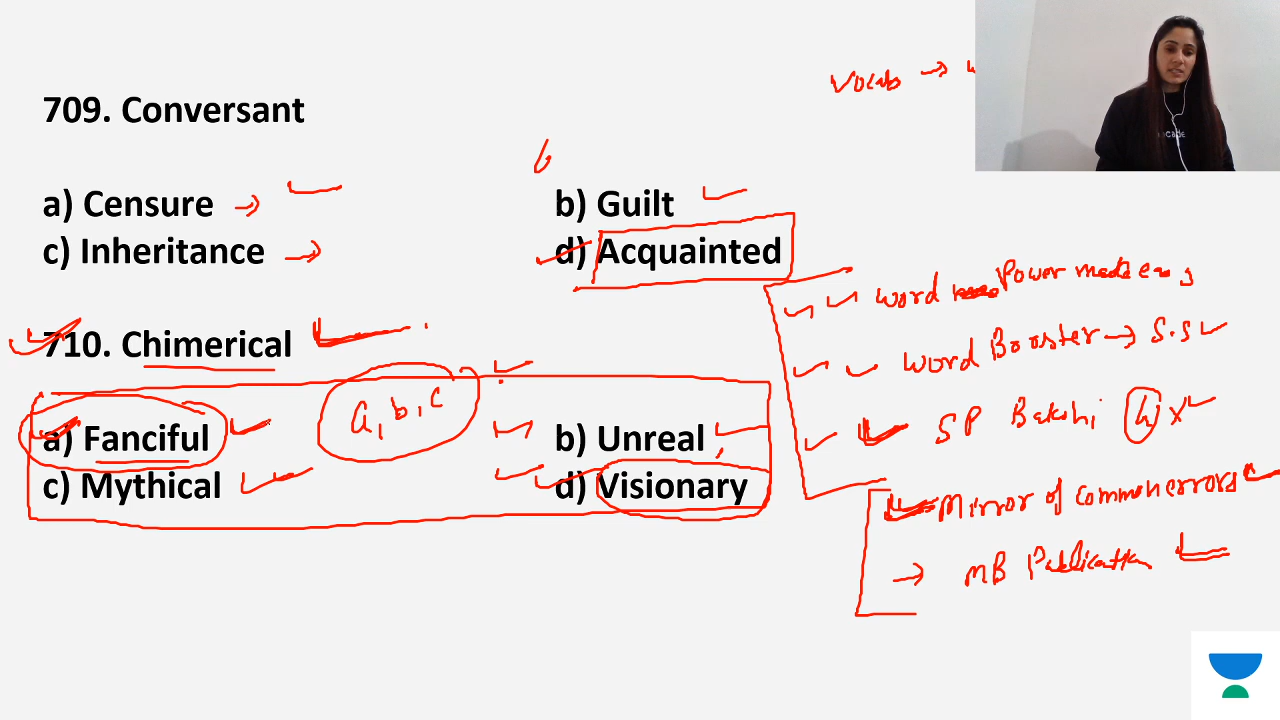 Vocab →
709. Conversant
a) Censure →
b) Guilt
c) Inheritance →
d) Acquainted
710. Chimerical
a, b, c
a) Fanciful
b) Unreal
c) Mythical
d) Visionary
word Power made easy
word Booster → S.S
SP Bakshi
Mirror of common errors
→ MB Publication